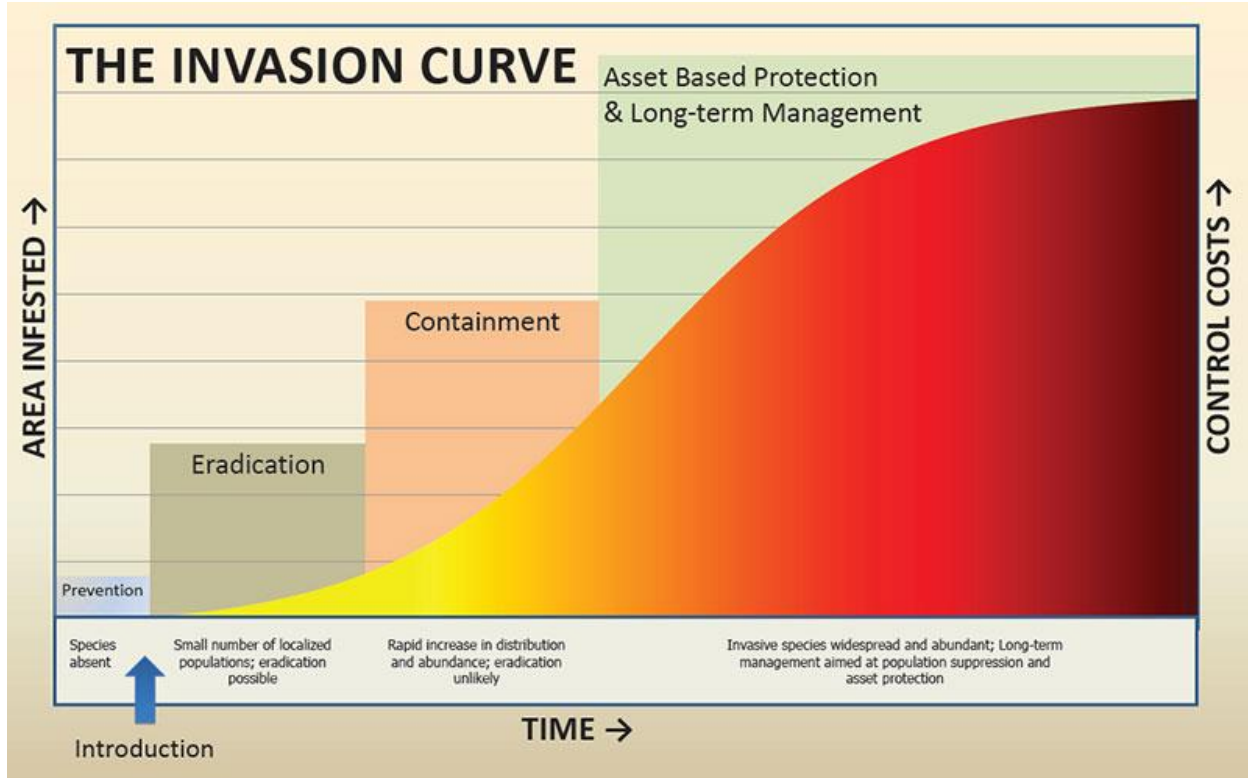 THE INVASION CURVE
Asset Based Protection
& Long-term Management
Containment
Eradication
Prevention
AREA INFESTED →
CONTROL COSTS →
Species
absent
Small number of localized
populations; eradication
possible
Rapid increase in distribution
and abundance; eradication
unlikely
Invasive species widespread and abundant; Long-term
management aimed at population suppression and
asset protection
TIME →
Introduction